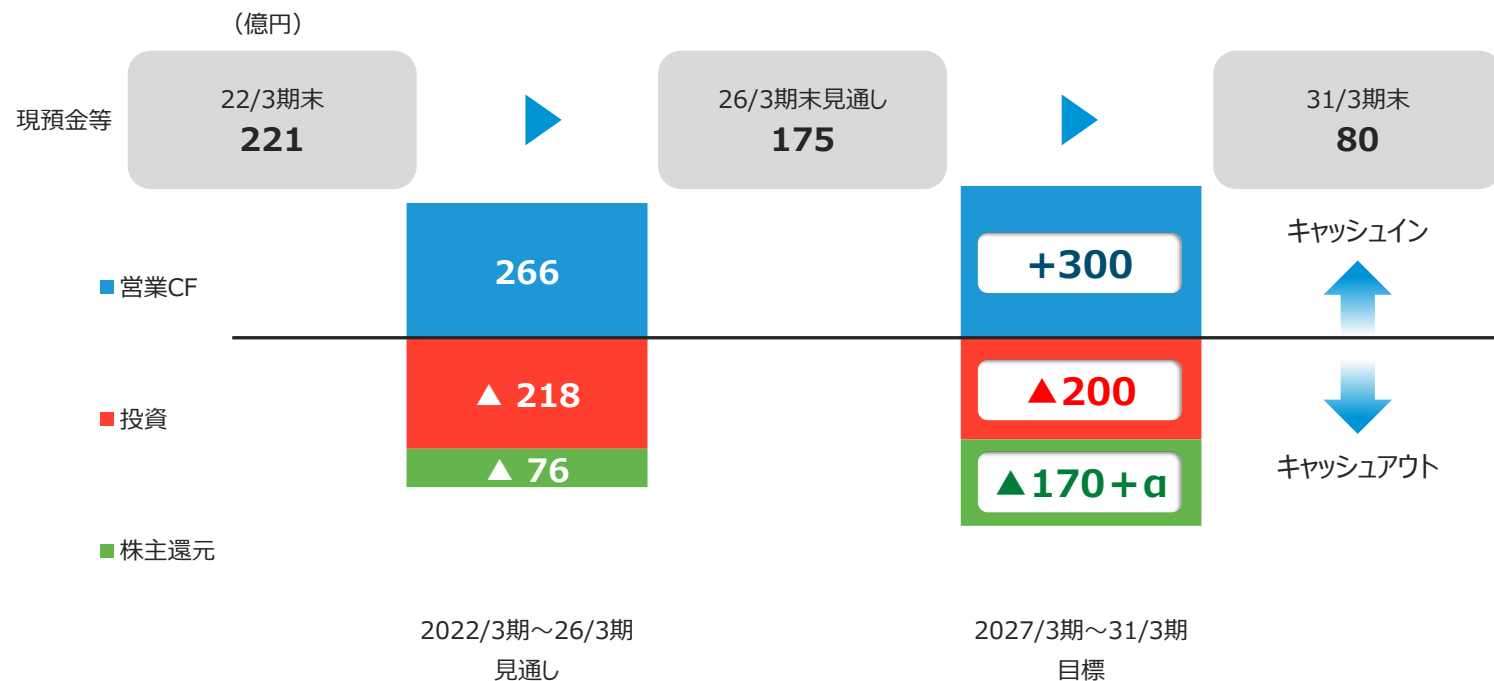 （億円）
現預金等
22/3期末
221
26/3期末見通し
175
31/3期末
80
■営業CF
266
+300
キャッシュイン
■投資
▲ 218
▲200
キャッシュアウト
■株主還元
▲ 76
▲170＋α
2022/3期～26/3期
見通し
2027/3期～31/3期
目標